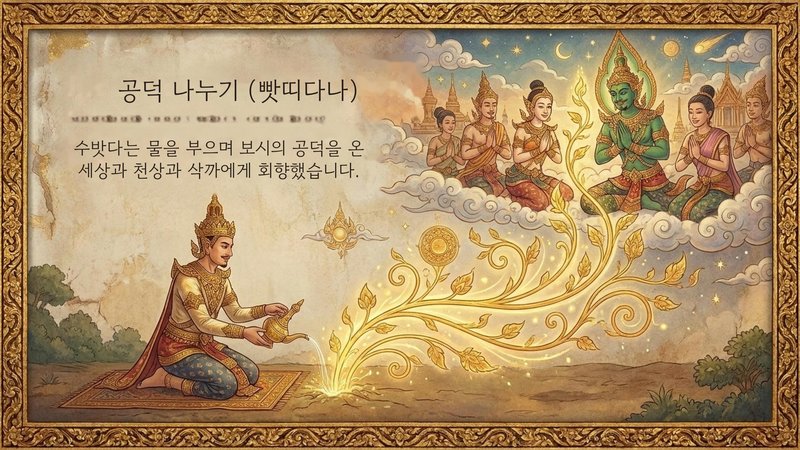 공덕 나누기 (빳띠다나)
수밧다는 물을 부으며 보시의 공덕을 온
세상과 천상과 삭까에게 회향했습니다.